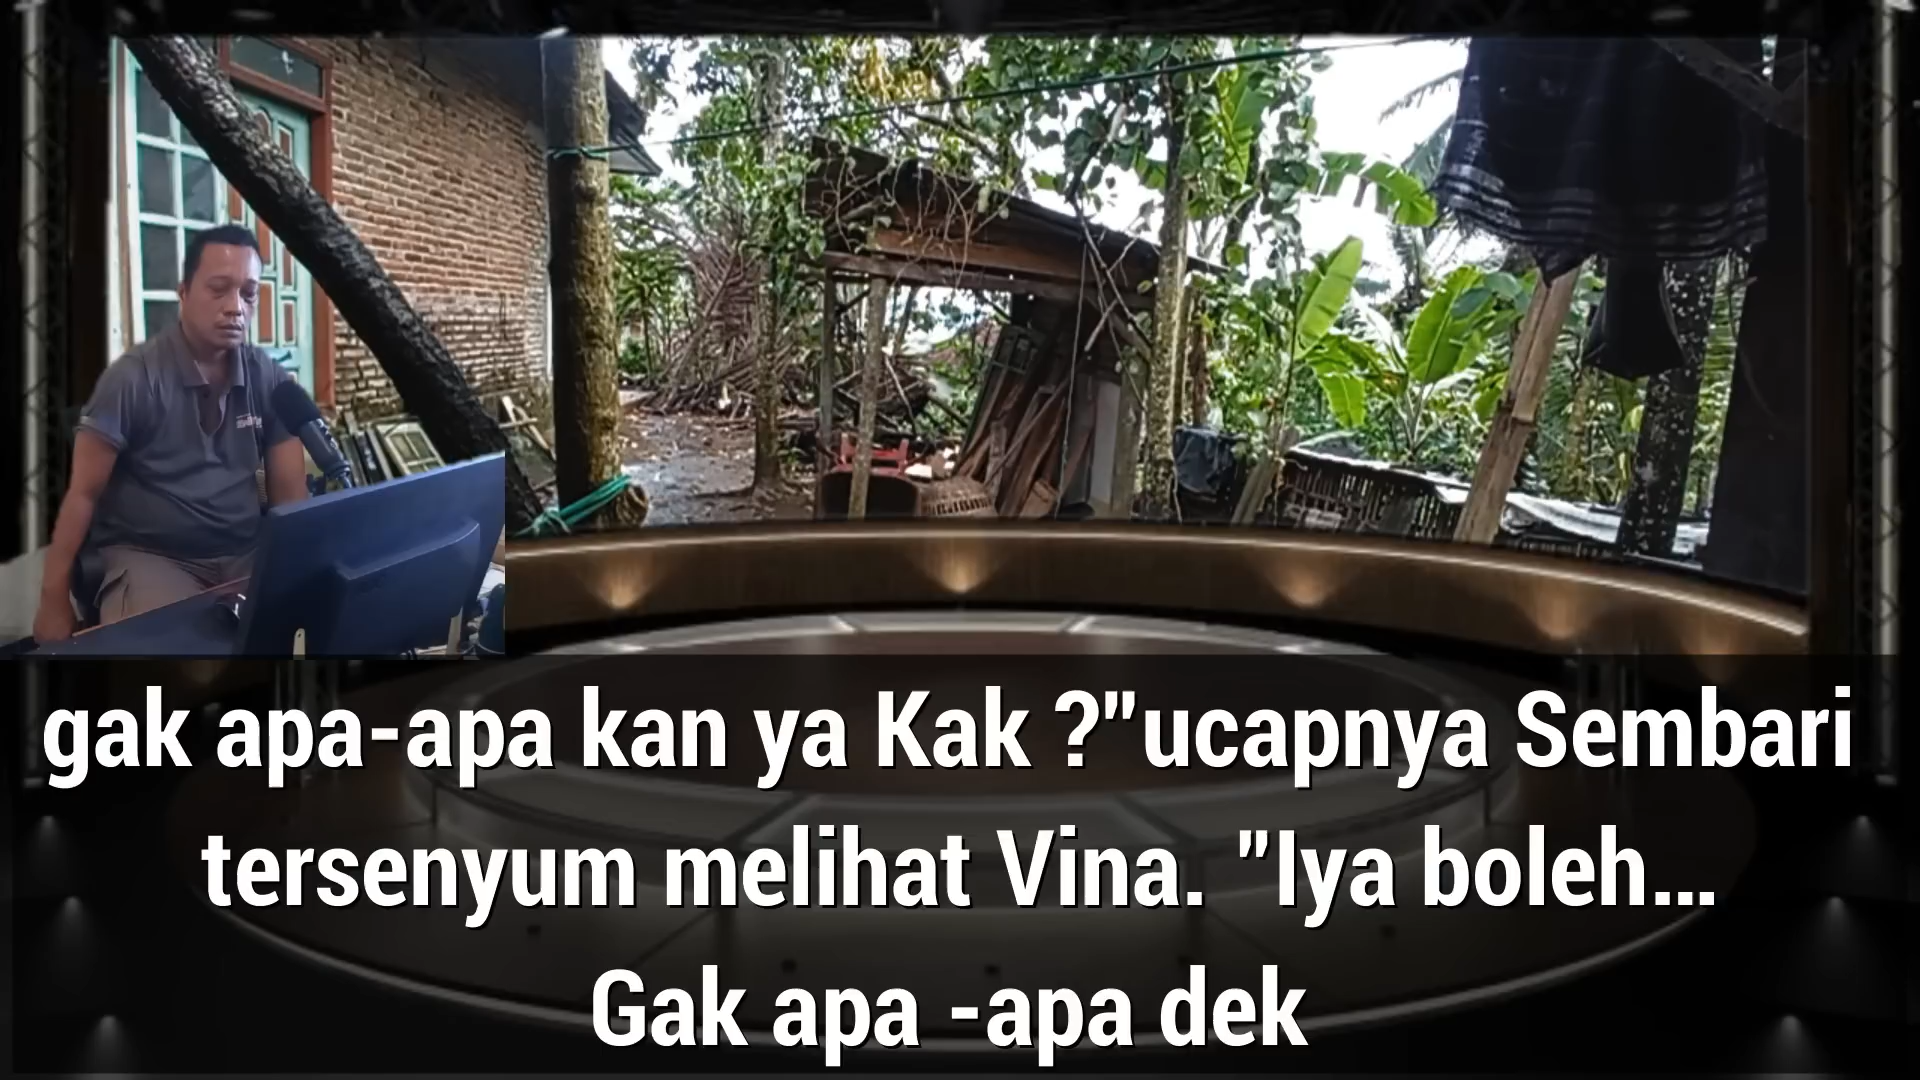 gak apa-apa kan ya Kak ?"ucapnya Sembari
tersenyum melihat Vina. "Iya boleh...
Gak apa -apa dek